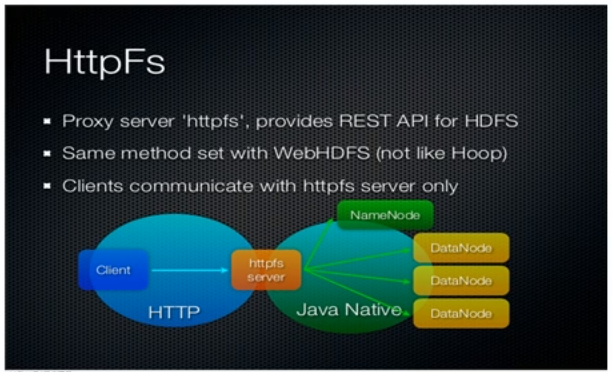 HttpFs
Proxy server 'httpfs', provides REST API for HDFS
Same method set with WebHDFS (not like Hoop)
Clients communicate with httpfs server only
NameNode
Client
httpfs
server
DataNode
DataNode
DataNode
HTTP
Java Native